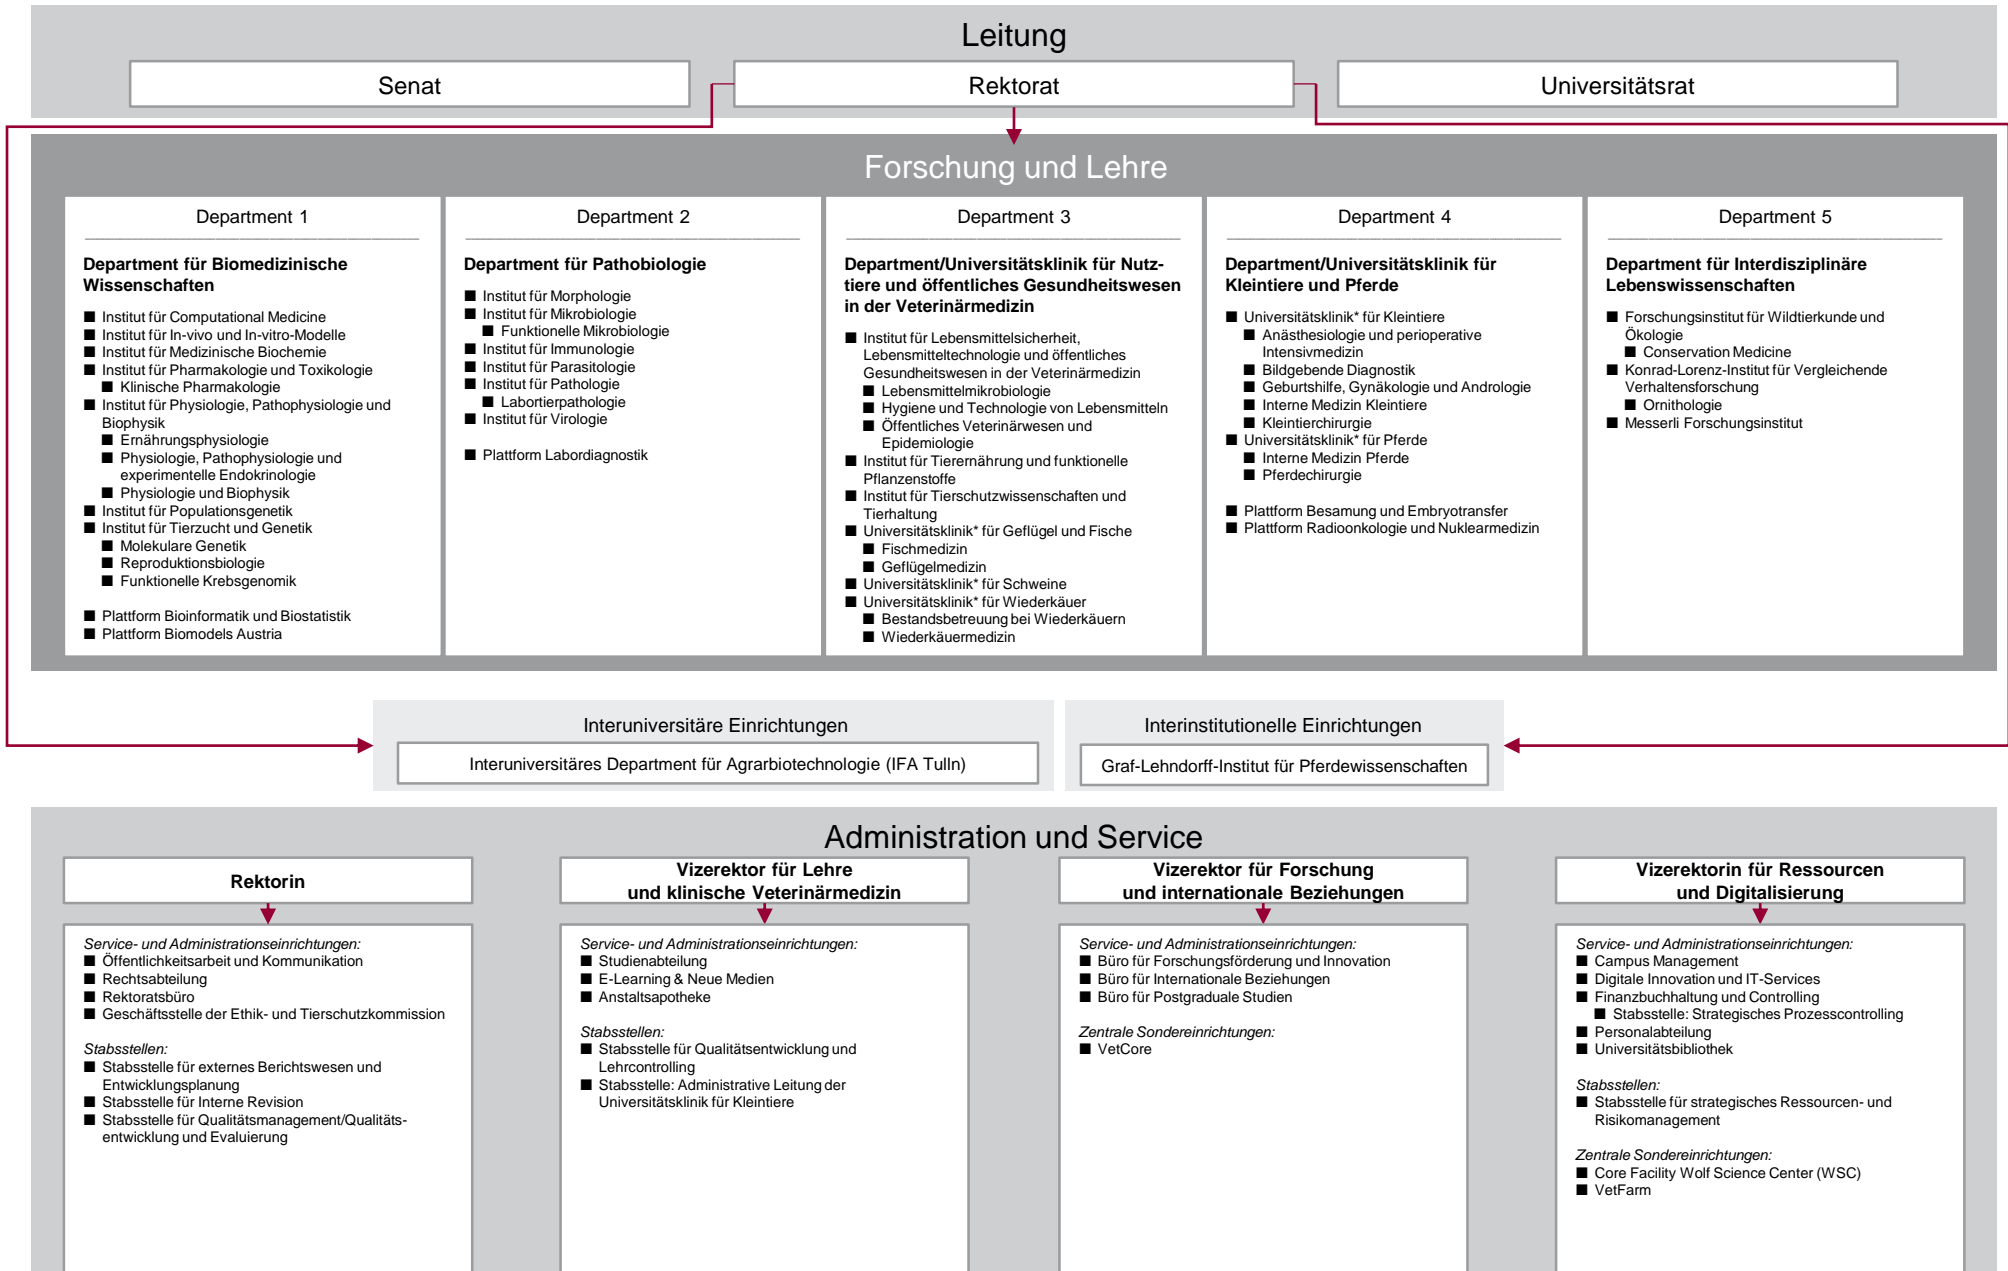 Leitung
Senat
Rektorat
Universitätsrat
Forschung und Lehre
Department 1
Department für Biomedizinische
Wissenschaften
Institut für Computational Medicine
Institut für In-vivo und In-vitro-Modelle
Institut für Medizinische Biochemie
Institut für Pharmakologie und Toxikologie
Klinische Pharmakologie
Institut für Physiologie, Pathophysiologie und
Biophysik
Ernährungsphysiologie
Physiologie, Pathophysiologie und
experimentelle Endokrinologie
Physiologie und Biophysik
Institut für Populationsgenetik
Institut für Tierzucht und Genetik
Molekulare Genetik
Reproduktionsbiologie
Funktionelle Krebsgenomik
Plattform Bioinformatik und Biostatistik
Plattform Biomodels Austria
Department 2
Department für Pathobiologie
Institut für Morphologie
Institut für Mikrobiologie
Funktionelle Mikrobiologie
Institut für Immunologie
Institut für Parasitologie
Institut für Pathologie
Labortierpathologie
Institut für Virologie
Plattform Labordiagnostik
Department 3
Department/Universitätsklinik für Nutz-
tiere und öffentliches Gesundheitswesen
in der Veterinärmedizin
Institut für Lebensmittelsicherheit,
Lebensmitteltechnologie und öffentliches
Gesundheitswesen in der Veterinärmedizin
Lebensmittelmikrobiologie
Hygiene und Technologie von Lebensmitteln
Öffentliches Veterinärwesen und
Epidemiologie
Institut für Tierernährung und funktionelle
Pflanzenstoffe
Institut für Tierschutzwissenschaften und
Tierhaltung
Universitätsklinik* für Geflügel und Fische
Fischmedizin
Geflügelmedizin
Universitätsklinik* für Schweine
Universitätsklinik* für Wiederkäuer
Bestandsbetreuung bei Wiederkäuern
Wiederkäuermedizin
Department 4
Department/Universitätsklinik für
Kleintiere und Pferde
Universitätsklinik* für Kleintiere
Anästhesiologie und perioperative
Intensivmedizin
Bildgebende Diagnostik
Geburtshilfe, Gynäkologie und Andrologie
Interne Medizin Kleintiere
Kleintierchirurgie
Universitätsklinik* für Pferde
Interne Medizin Pferde
Pferdechirurgie
Plattform Besamung und Embryotransfer
Plattform Radioonkologie und Nuklearmedizin
Department 5
Department für Interdisziplinäre
Lebenswissenschaften
Forschungsinstitut für Wildtierkunde und
Ökologie
Conservation Medicine
Konrad-Lorenz-Institut für Vergleichende
Verhaltensforschung
Ornithologie
Messerli Forschungsinstitut
Interuniversitäre Einrichtungen
Interuniversitäres Department für Agrarbiotechnologie (IFA Tulln)
Interinstitutionelle Einrichtungen
Graf-Lehndorff-Institut für Pferdewissenschaften
Administration und Service
Rektorin
Service- und Administrationseinrichtungen:
Öffentlichkeitsarbeit und Kommunikation
Rechtsabteilung
Rektoratsbüro
Geschäftsstelle der Ethik- und Tierschutzkommission
Stabsstellen:
Stabsstelle für externes Berichtswesen und
Entwicklungsplanung
Stabsstelle für Interne Revision
Stabsstelle für Qualitätsmanagement/Qualitäts-
entwicklung und Evaluierung
Vizerektor für Lehre
und klinische Veterinärmedizin
Service- und Administrationseinrichtungen:
Studienabteilung
E-Learning & Neue Medien
Anstaltsapotheke
Stabsstellen:
Stabsstelle für Qualitätsentwicklung und
Lehrcontrolling
Stabsstelle: Administrative Leitung der
Universitätsklinik für Kleintiere
Vizerektor für Forschung
und internationale Beziehungen
Service- und Administrationseinrichtungen:
Büro für Forschungsförderung und Innovation
Büro für Internationale Beziehungen
Büro für Postgraduale Studien
Zentrale Sondereinrichtungen:
VetCore
Vizerektorin für Ressourcen
und Digitalisierung
Service- und Administrationseinrichtungen:
Campus Management
Digitale Innovation und IT-Services
Finanzbuchhaltung und Controlling
Stabsstelle: Strategisches Prozesscontrolling
Personalabteilung
Universitätsbibliothek
Stabsstellen:
Stabsstelle für strategisches Ressourcen- und
Risikomanagement
Zentrale Sondereinrichtungen:
Core Facility Wolf Science Center (WSC)
VetFarm